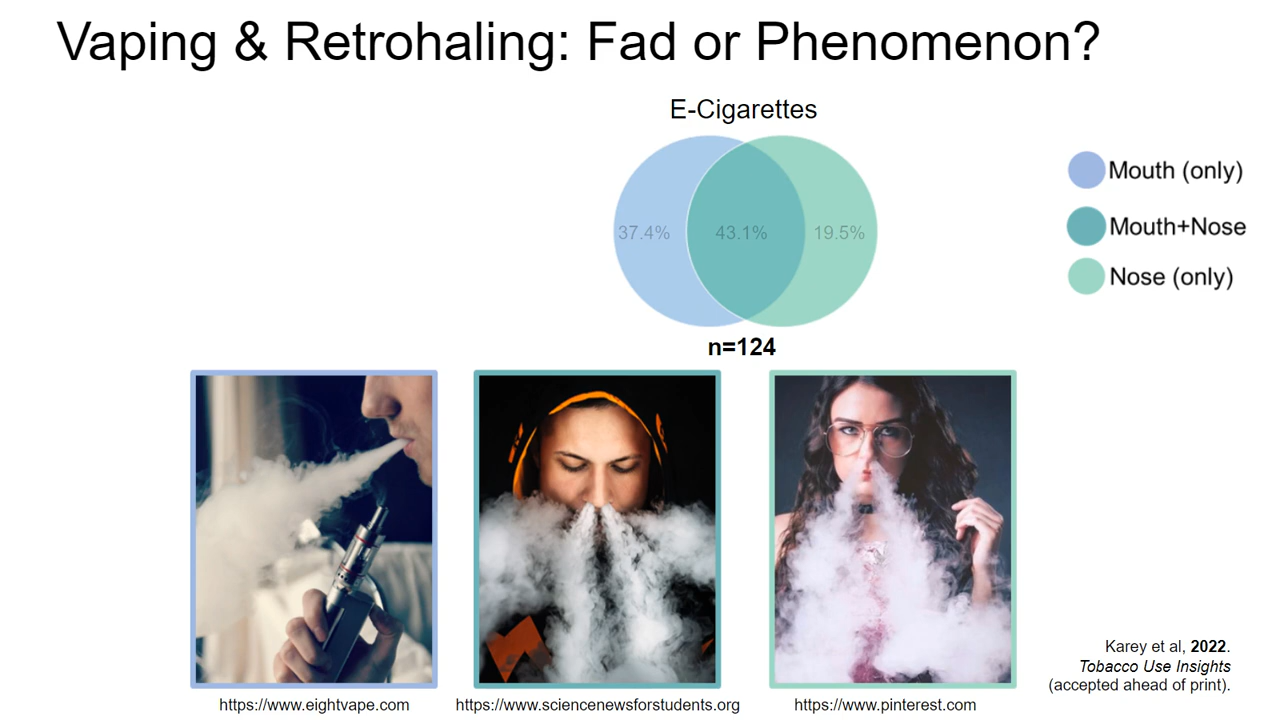 Vaping & Retrohaling: Fad or Phenomenon?
E-Cigarettes
37.4%
43.1%
19.5%
Mouth (only)
Mouth+Nose
Nose (only)
n=124
https://www.eightvape.com
https://www.sciencenewsforstudents.org
https://www.pinterest.com
Karey et al, 2022.
Tobacco Use Insights
(accepted ahead of print).